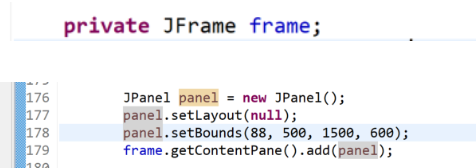 private JFrame frame;
176 JPanel panel = new JPanel();
177 panel.setLayout(null);
178 panel.setBounds(88, 500, 1500, 600);
179 frame.getContentPane().add(panel);